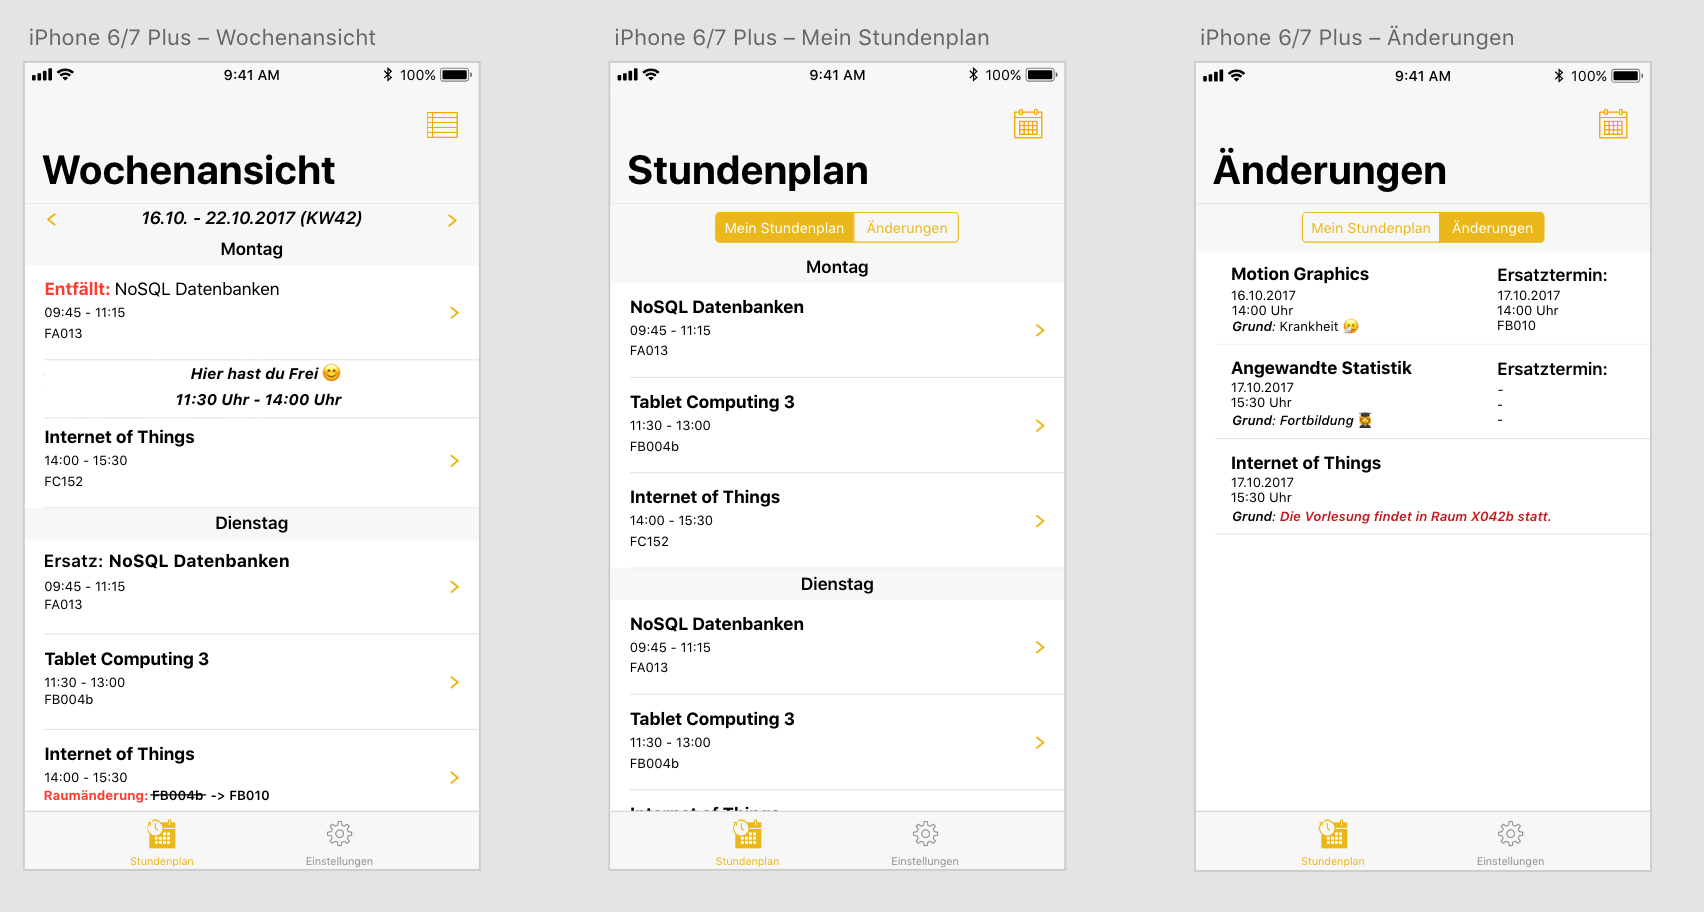 iPhone 6/7 Plus – Wochenansicht
9:41 AM
100%
Wochenansicht
16.10. - 22.10.2017 (KW42)
Montag
Entfällt: NoSQL Datenbanken
09:45 - 11:15
FA013
Hier hast du Frei 😊
11:30 Uhr - 14:00 Uhr
Internet of Things
14:00 - 15:30
FC152
Dienstag
Ersatz: NoSQL Datenbanken
09:45 - 11:15
FA013
Tablet Computing 3
11:30 - 13:00
FB004b
Internet of Things
14:00 - 15:30
Raumänderung: FB004b -> FB010
Stundenplan
Einstellungen
iPhone 6/7 Plus – Mein Stundenplan
9:41 AM
100%
Stundenplan
Mein Stundenplan
Änderungen
Montag
NoSQL Datenbanken
09:45 - 11:15
FA013
Tablet Computing 3
11:30 - 13:00
FB004b
Internet of Things
14:00 - 15:30
FC152
Dienstag
NoSQL Datenbanken
09:45 - 11:15
FA013
Tablet Computing 3
11:30 - 13:00
FB004b
Internet of Things
Stundenplan
Einstellungen
iPhone 6/7 Plus – Änderungen
9:41 AM
100%
Änderungen
Mein Stundenplan
Änderungen
Motion Graphics
16.10.2017
14:00 Uhr
Grund: Krankheit 🤧
Ersatztermin:
17.10.2017
14:00 Uhr
FB010
Angewandte Statistik
17.10.2017
15:30 Uhr
Grund: Fortbildung 👩‍🎓
Ersatztermin:
-
-
-
Internet of Things
17.10.2017
15:30 Uhr
Grund: Die Vorlesung findet in Raum X042b statt.
Stundenplan
Einstellungen